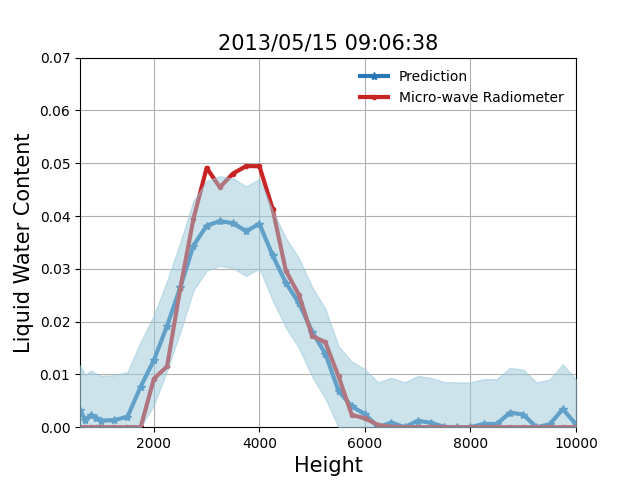 2013/05/15 09:06:38
Prediction
Micro-wave Radiometer
Liquid Water Content
0.07
0.06
0.05
0.04
0.03
0.02
0.01
0.00
2000 4000 6000 8000 10000
Height